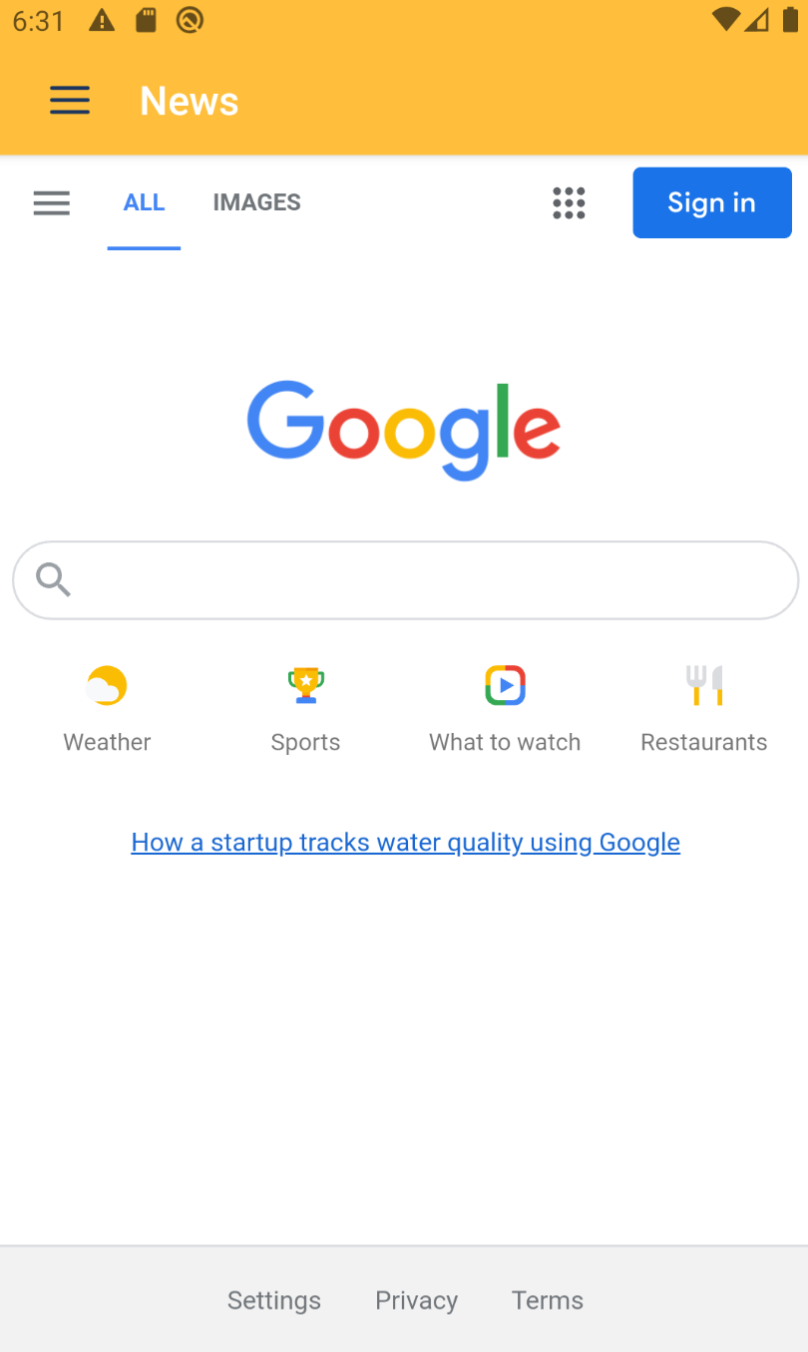 6:31
News
ALL IMAGES Sign in
Google
Weather Sports What to watch Restaurants
How a startup tracks water quality using Google
Settings Privacy Terms